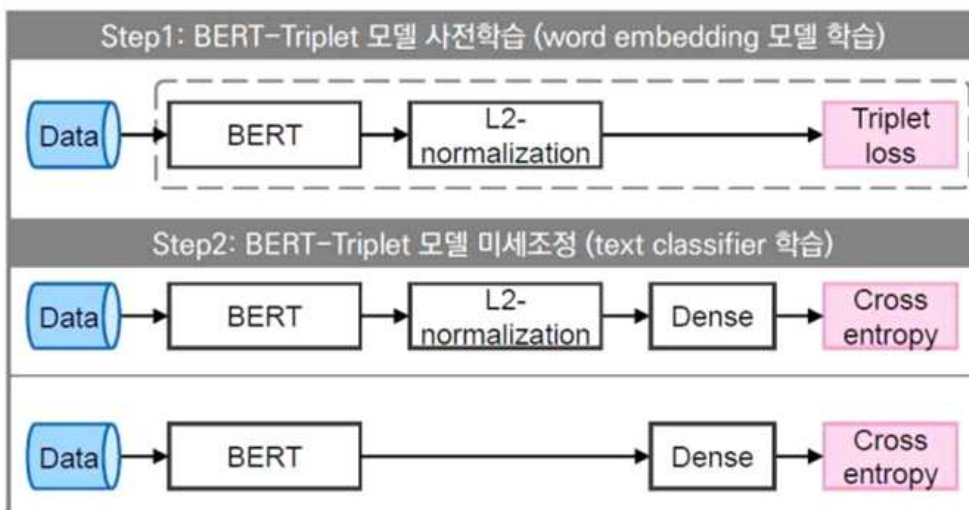 Step1: BERT-Triplet 모델 사전학습 (word embedding 모델 학습)
Data
BERT
L2-
normalization
Triplet
loss
Step2: BERT-Triplet 모델 미세조정 (text classifier 학습)
Data
BERT
L2-
normalization
Dense
Cross
entropy
Data
BERT
Dense
Cross
entropy